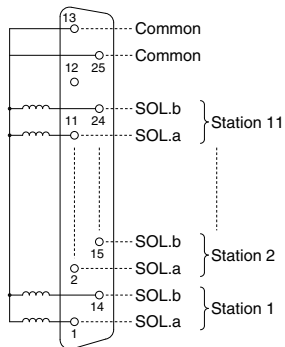 13
Common
Common
12 25
SOL.b
24
Station 11
11
SOL.a
SOL.b
15
Station 2
SOL.a
2
SOL.b
14
Station 1
SOL.a
1